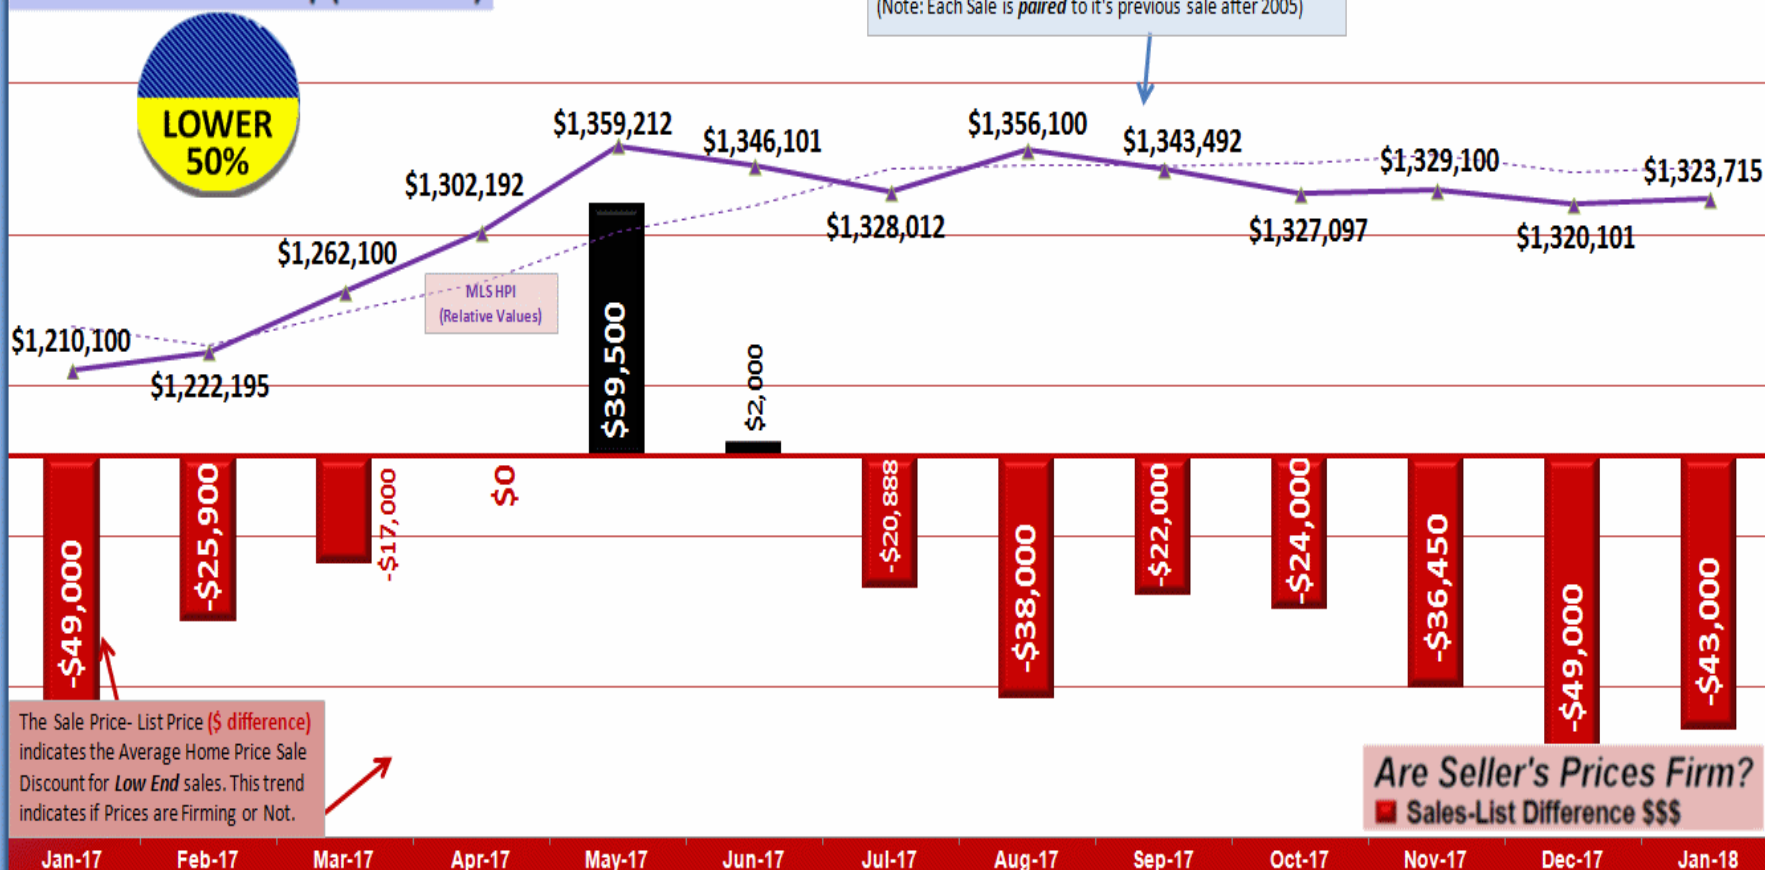 (Note: Each Sale is paired to it's previous sale after 2005)
LOWER
50%
$1,210,100
$1,222,195
$1,262,100
$1,302,192
$1,359,212
$1,346,101
$1,328,012
$1,356,100
$1,343,492
$1,327,097
$1,329,100
$1,320,101
$1,323,715
MLS HPI
(Relative Values)
-$49,000
-$25,900
-$17,000
$0
$39,500
$2,000
-$20,888
-$38,000
-$22,000
-$24,000
-$36,450
-$49,000
-$43,000
The Sale Price- List Price ($ difference)
indicates the Average Home Price Sale
Discount for Low End sales. This trend
indicates if Prices are Firming or Not.
Are Seller's Prices Firm?
Sales-List Difference $$$
Jan-17 Feb-17 Mar-17 Apr-17 May-17 Jun-17 Jul-17 Aug-17 Sep-17 Oct-17 Nov-17 Dec-17 Jan-18